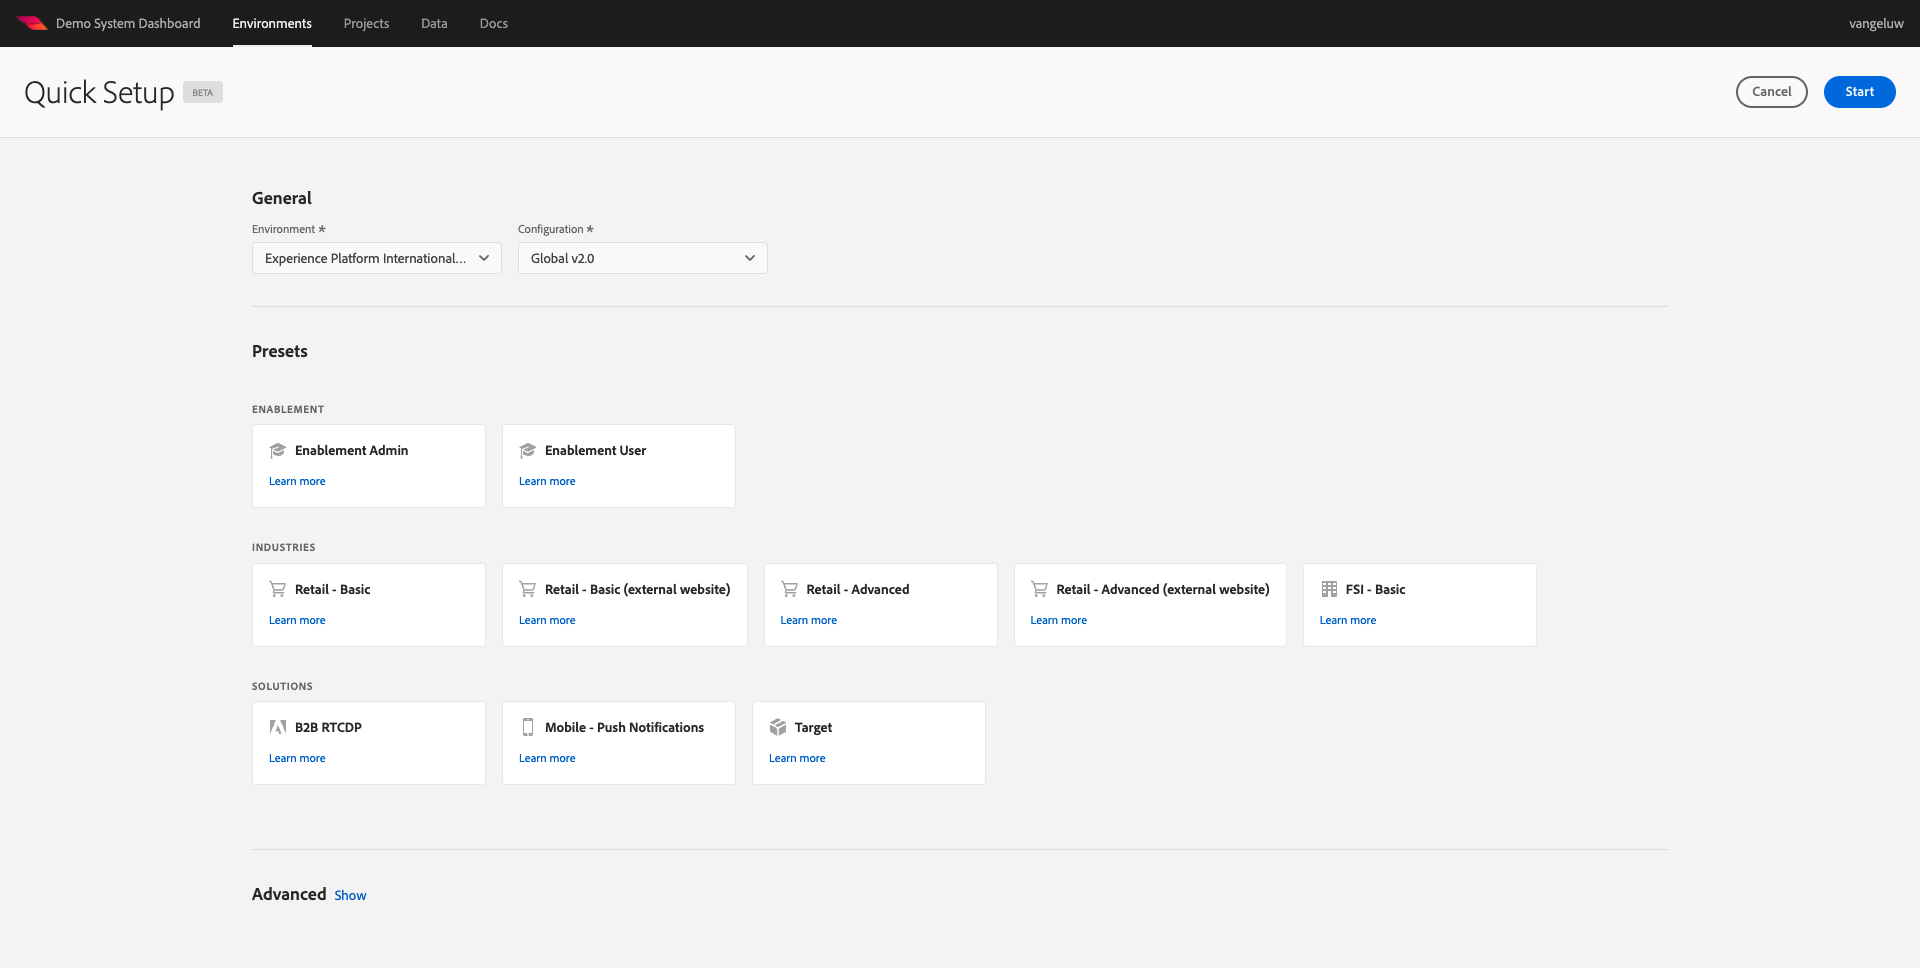 Demo System Dashboard Environments Projects Data Docs vangeluw
Quick Setup BETA Cancel Start
General
Environment * Configuration *
Experience Platform International... Global v2.0
Presets
ENABLEMENT
Enablement Admin Enablement User
Learn more Learn more
INDUSTRIES
Retail - Basic Retail - Basic (external website) Retail - Advanced Retail - Advanced (external website) FSI - Basic
Learn more Learn more Learn more Learn more Learn more
SOLUTIONS
B2B RTCDP Mobile - Push Notifications Target
Learn more Learn more Learn more
Advanced Show